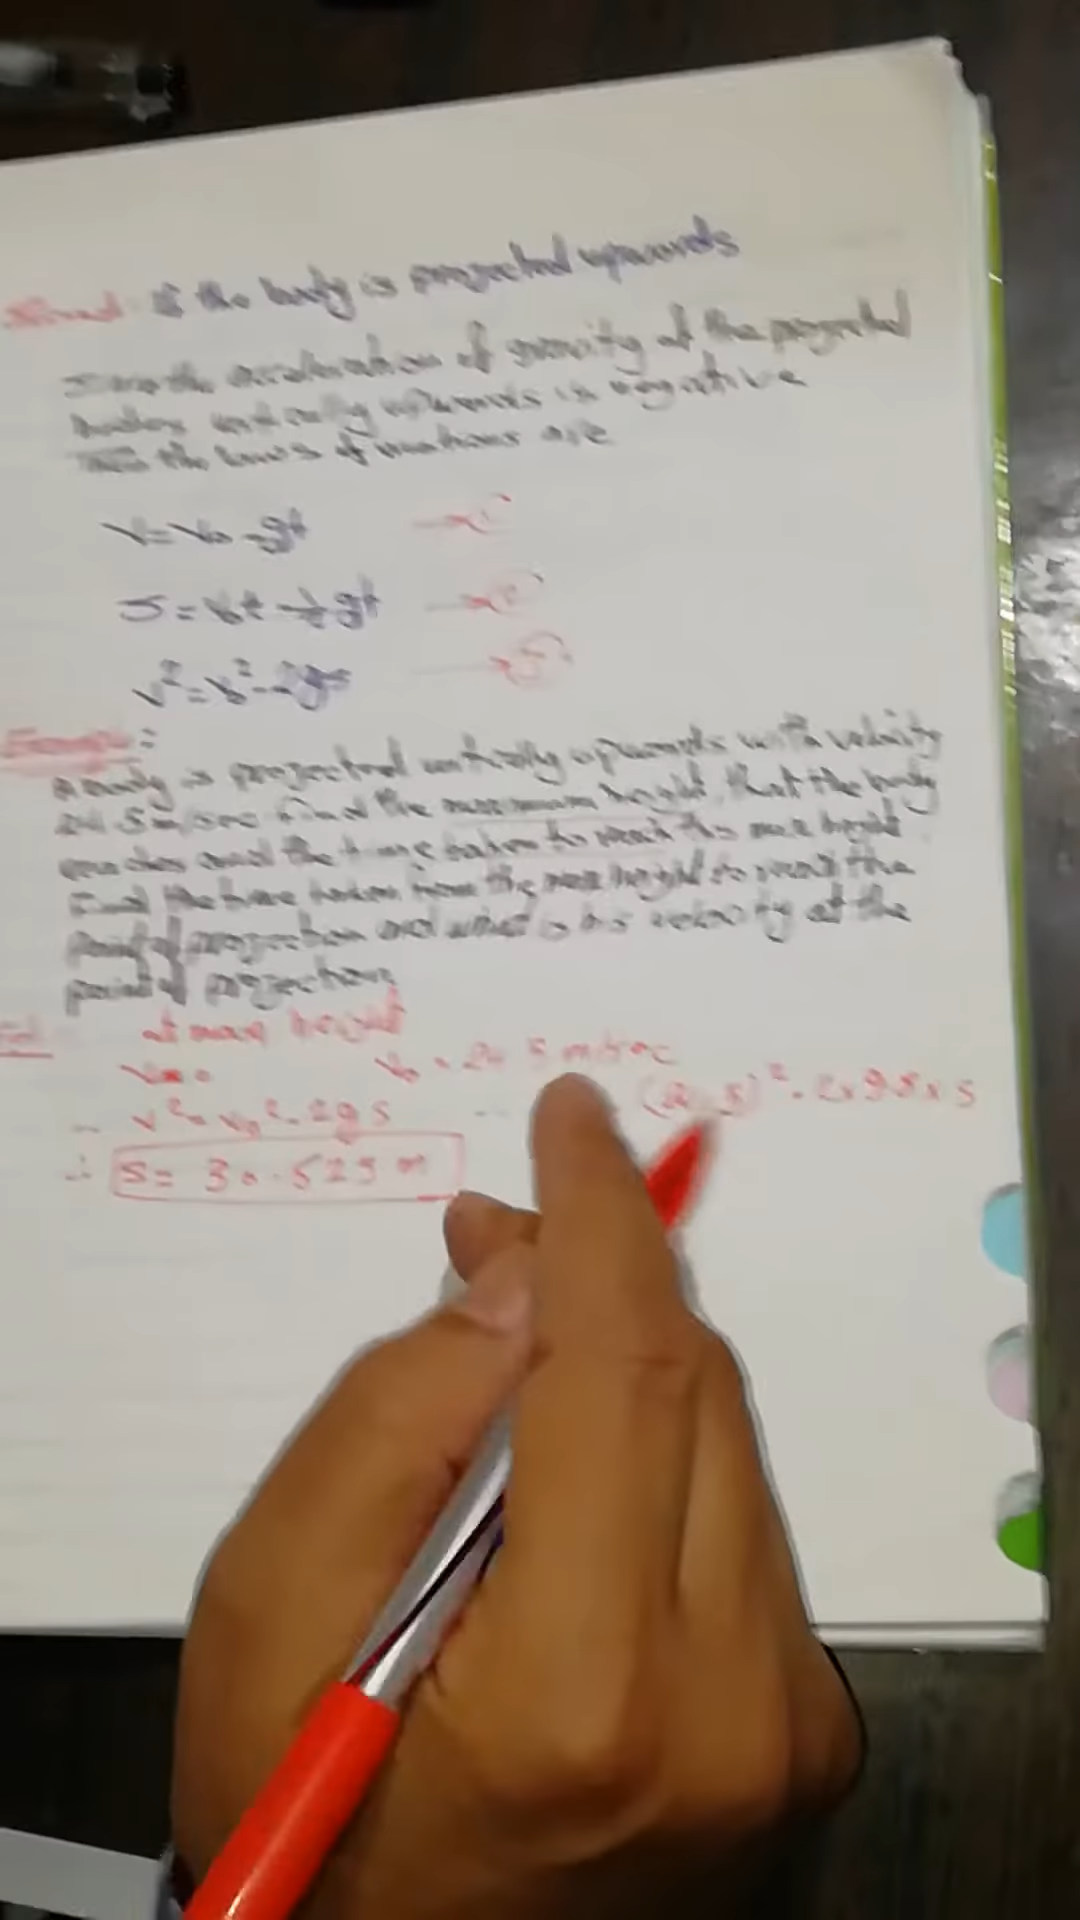 if the body is projected upwards
Since the acceleration of gravity of the projected
bodies vertically upwards is negative
the laws of motions are
V = V₀ - gt
S = V₀t - ½ gt
V² = V₀² - 2gs
Example:
A body is projected vertically upwards with velocity
24.5 m/sec Find the maximum height that the body
reaches and the time taken to reach this max height
Find the time taken from the max height to reach the
point of projection and what is his velocity at the
point of projection
Sol. at max height
V = 0 V₀ = 24.5 m/sec
V² = V₀² - 2gS (24.5)² - 2×9.8×S
∴ S = 30.525 m